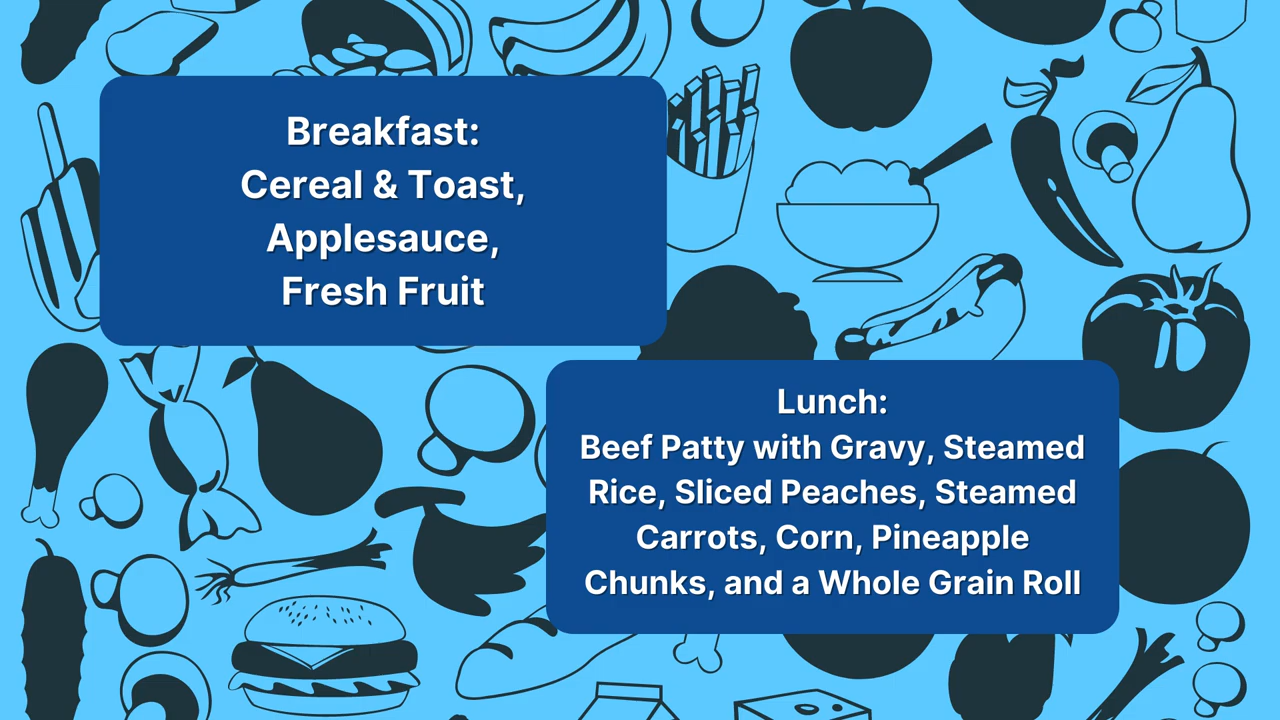 Breakfast:
Cereal & Toast,
Applesauce,
Fresh Fruit
Lunch:
Beef Patty with Gravy, Steamed
Rice, Sliced Peaches, Steamed
Carrots, Corn, Pineapple
Chunks, and a Whole Grain Roll